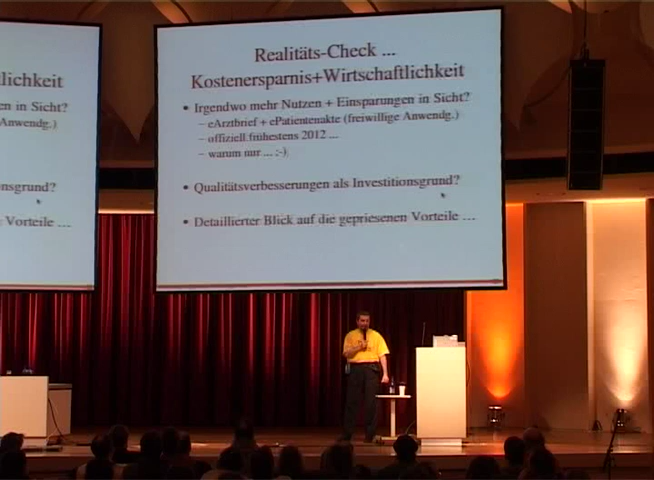 lichkeit
en in Sicht?
Anwendg.)
nsgrund?
Vorteile ...
Realitäts-Check ...
Kostenersparnis+Wirtschaftlichkeit
• Irgendwo mehr Nutzen + Einsparungen in Sicht?
– eArztbrief + ePatientenakte (freiwillige Anwendg.)
– offiziell frühestens 2012 ...
– warum nur ... ;-)
• Qualitätsverbesserungen als Investitionsgrund?
• Detaillierter Blick auf die gepriesenen Vorteile ...